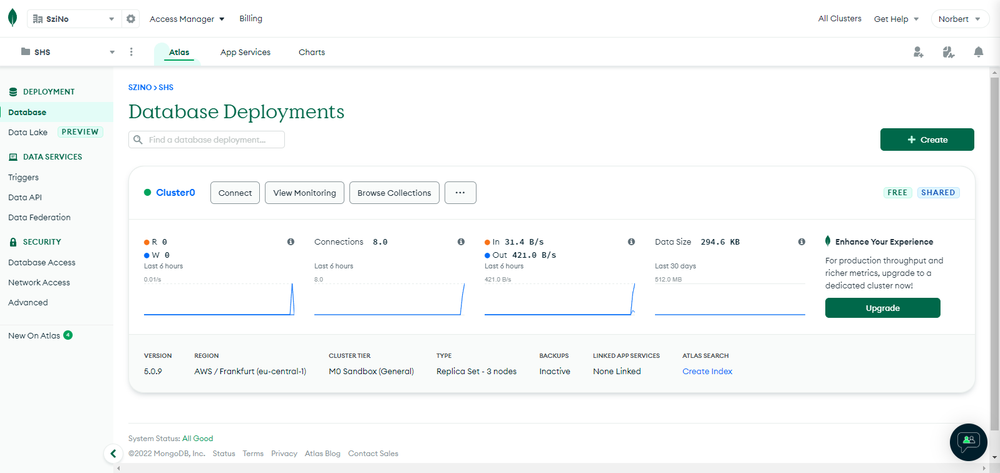 SziNo
Access Manager
Billing
All Clusters
Get Help
Norbert
SHS
Atlas
App Services
Charts
DEPLOYMENT
Database
Data Lake PREVIEW
DATA SERVICES
Triggers
Data API
Data Federation
SECURITY
Database Access
Network Access
Advanced
New On Atlas 4
SZINO > SHS
Database Deployments
Find a database deployment...
+ Create
Cluster0
Connect
View Monitoring
Browse Collections
...
FREE
SHARED
R 0
W 0
Last 6 hours
0.01/s
Connections 8.0
Last 6 hours
8.0
In 31.4 B/s
Out 421.0 B/s
Last 6 hours
421.0 B/s
Data Size 294.6 KB
Last 30 days
512.0 MB
Enhance Your Experience
For production throughput and
richer metrics, upgrade to a
dedicated cluster now!
Upgrade
VERSION
5.0.9
REGION
AWS / Frankfurt (eu-central-1)
CLUSTER TIER
M0 Sandbox (General)
TYPE
Replica Set - 3 nodes
BACKUPS
Inactive
LINKED APP SERVICES
None Linked
ATLAS SEARCH
Create Index
System Status: All Good
©2022 MongoDB, Inc. Status Terms Privacy Atlas Blog Contact Sales